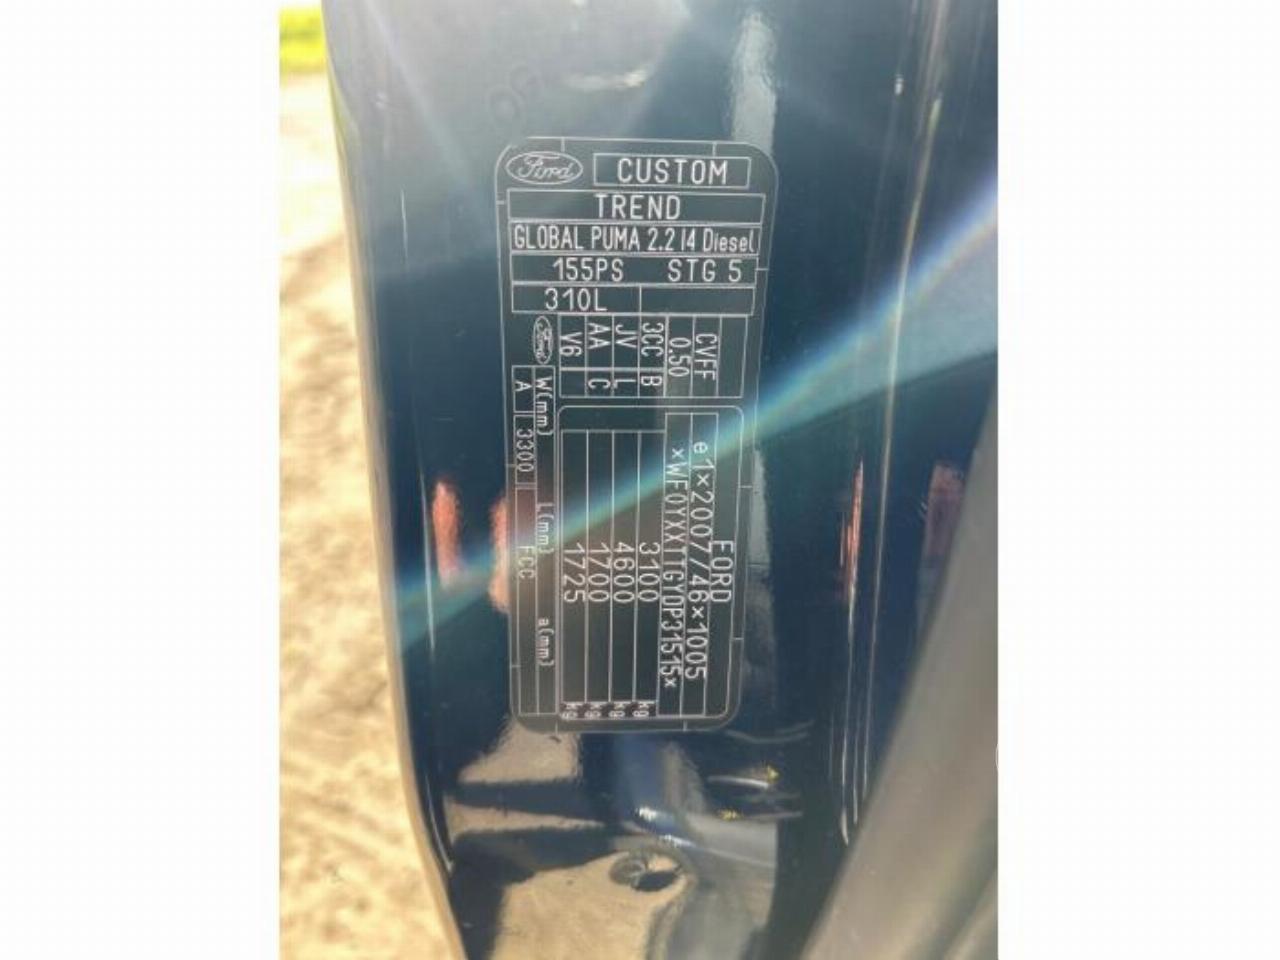 Ford CUSTOM
TREND
GLOBAL PUMA 2.2 I4 Diesel
155PS STG 5
310L
CVFF
0.50
3CC B
JV L
AA C
V6
Ford
FORD
e1×2007/46×1005
×WF0YXXTTGYDP31515×
3100 kg
4600 kg
1700 kg
1725 kg
W(mm) L(mm) a(mm)
A 3300 FCC